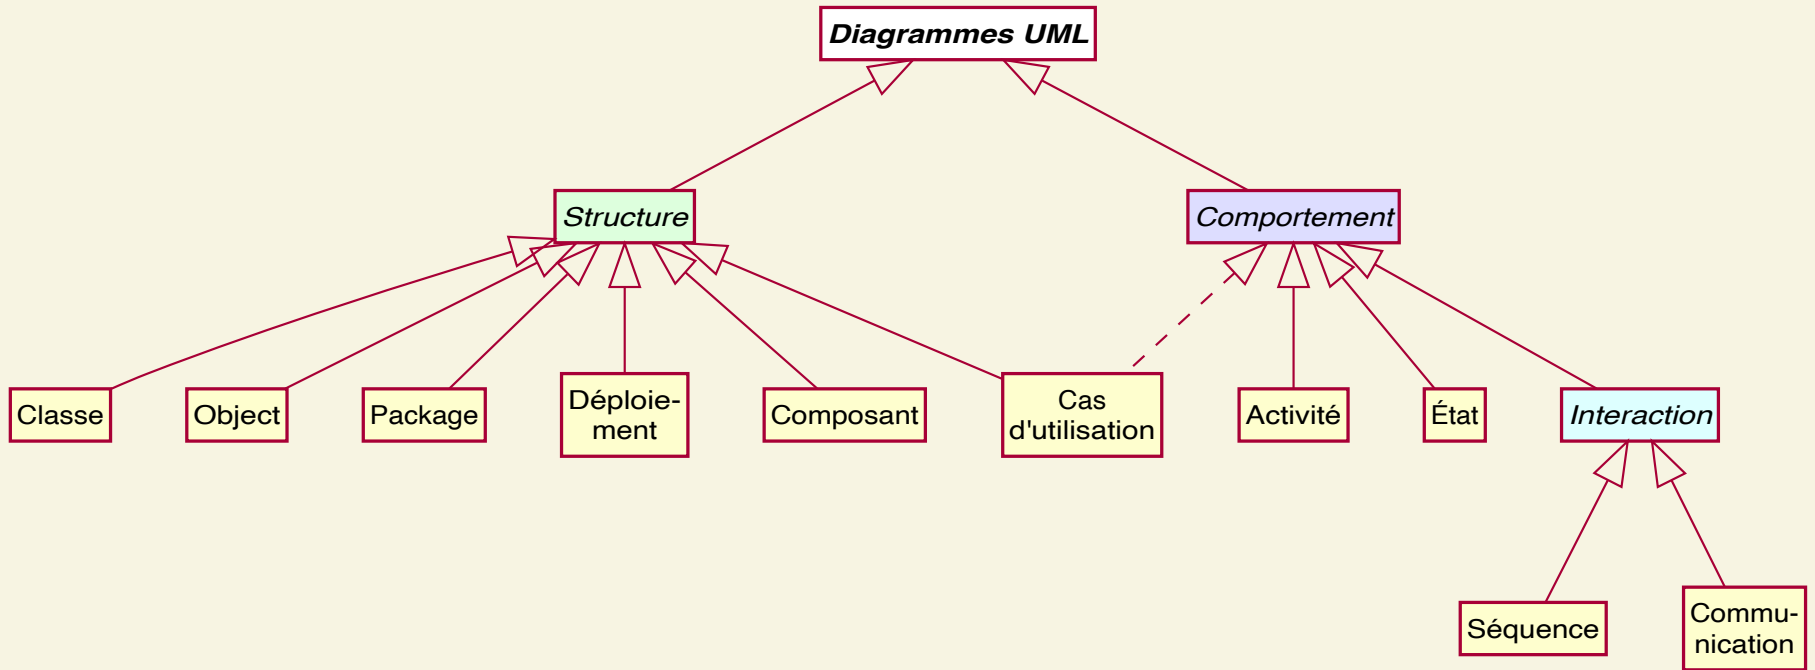 Diagrammes UML
Structure
Comportement
Classe
Object
Package
Déploie-
ment
Composant
Cas
d'utilisation
Activité
État
Interaction
Séquence
Commu-
nication